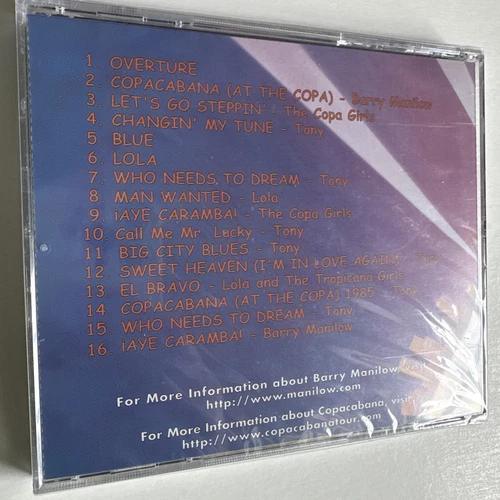 1. OVERTURE
2. COPACABANA (AT THE COPA) - Barry Manilow
3. LET'S GO STEPPIN' - The Copa Girls
4. CHANGIN' MY TUNE - Tony
5. BLUE
6. LOLA
7. WHO NEEDS TO DREAM - Tony
8. MAN WANTED - Lola
9. ¡AYE CARAMBA! - The Copa Girls
10. Call Me Mr. Lucky - Tony
11 BIG CITY BLUES - Tony
12 SWEET HEAVEN (I'M IN LOVE AGAIN) - Tony
13 EL BRAVO - Lola and The Tropicana Girls
14 COPACABANA (AT THE COPA) 1985 - Tony
15 WHO NEEDS TO DREAM - Tony
16. ¡AYE CARAMBA! - Barry Manilow
For More Information about Barry Manilow, visit
http://www.manilow.com
For More Information about Copacabana, visit
http://www.copacabanatour.com